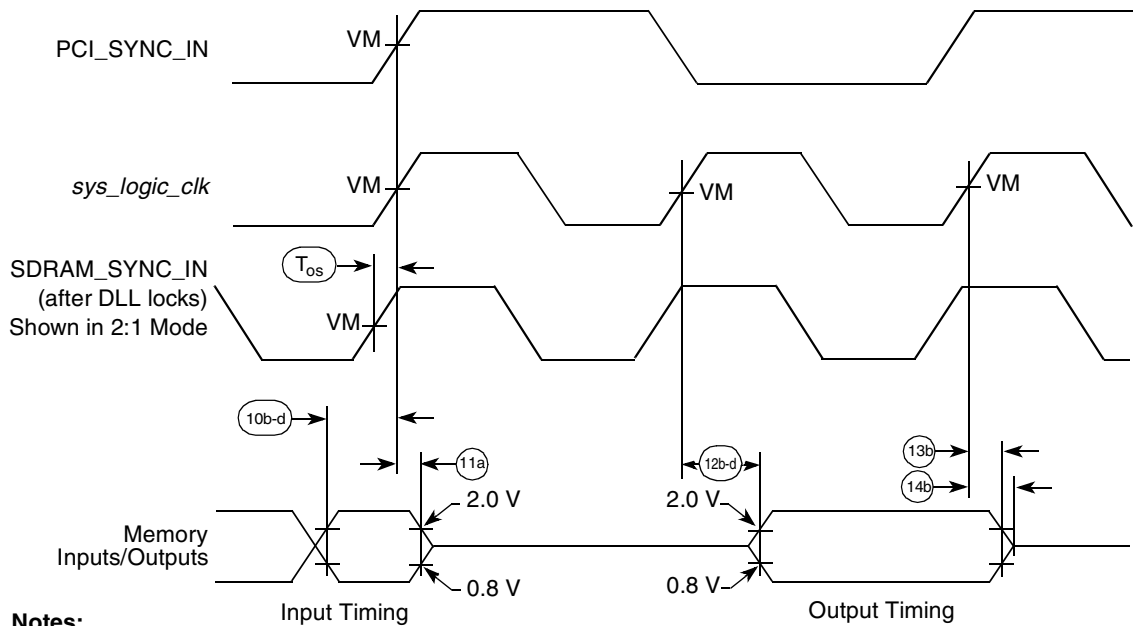 PCI_SYNC_IN
VM
sys_logic_clk
VM
VM
VM
SDRAM_SYNC_IN
(after DLL locks)
Shown in 2:1 Mode
Tos
VM
10b-d
11a
12b-d
13b
14b
2.0 V
2.0 V
Memory
Inputs/Outputs
0.8 V
0.8 V
Input Timing
Output Timing
Notes: